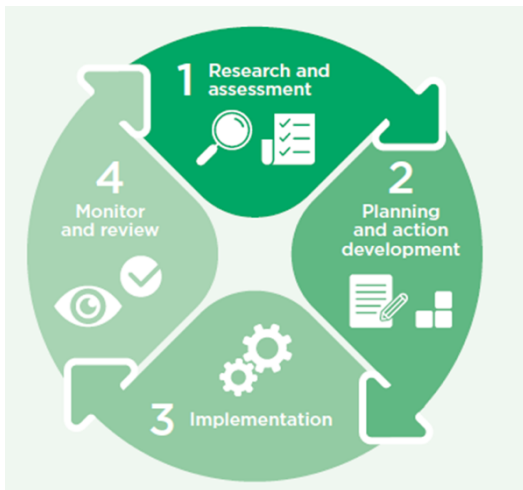 1 Research and
assessment
2
Planning
and action
development
3 Implementation
4
Monitor
and review